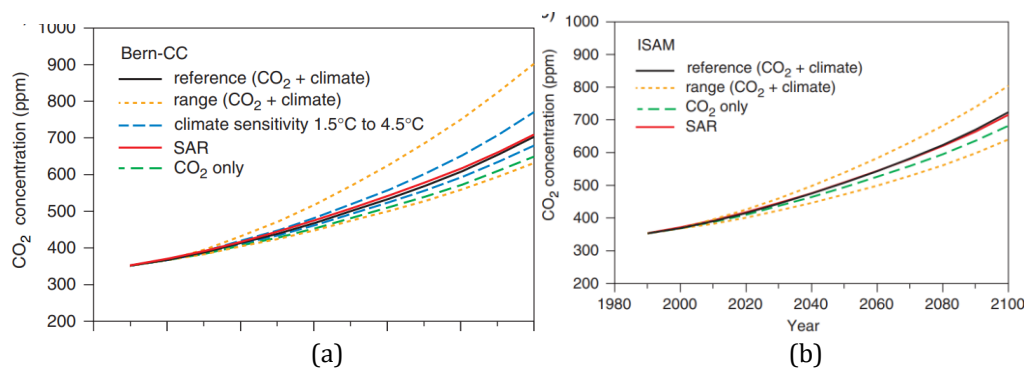 1000
900
800
700
600
500
400
300
200
CO2 concentration (ppm)
Bern-CC
reference (CO2 + climate)
range (CO2 + climate)
climate sensitivity 1.5°C to 4.5°C
SAR
CO2 only
(a)
1000
900
800
700
600
500
400
300
200
CO2 concentration (ppm)
ISAM
reference (CO2 + climate)
range (CO2 + climate)
CO2 only
SAR
1980 2000 2020 2040 2060 2080 2100
Year
(b)